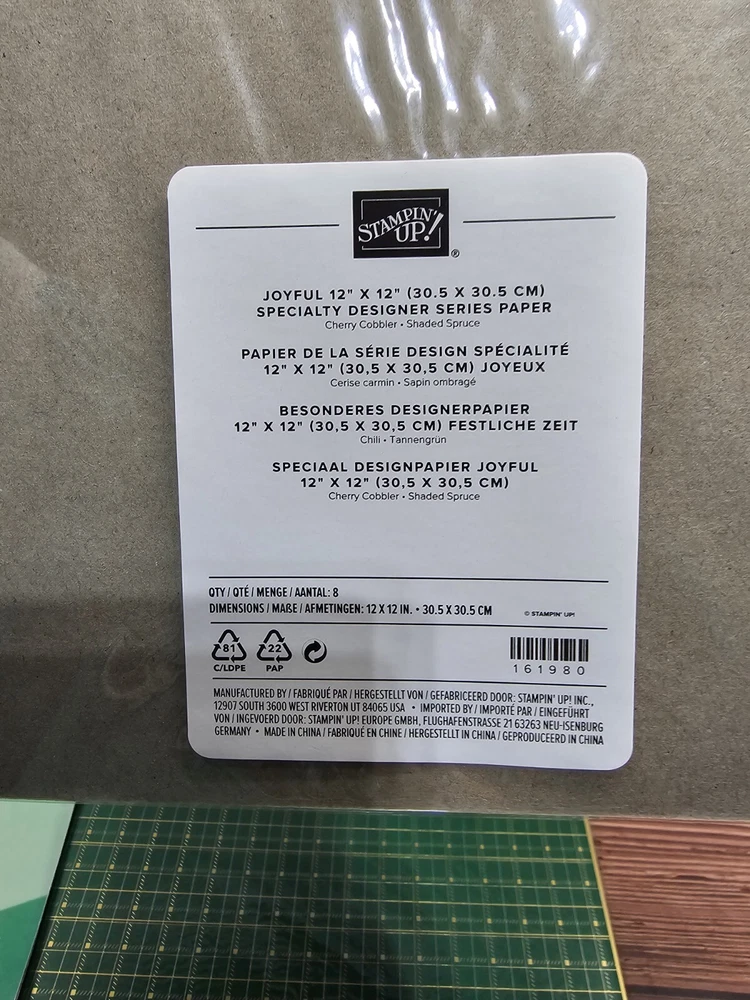 STAMPIN' UP!®
JOYFUL 12" X 12" (30.5 X 30.5 CM)
SPECIALTY DESIGNER SERIES PAPER
Cherry Cobbler • Shaded Spruce
PAPIER DE LA SÉRIE DESIGN SPÉCIALITÉ
12" X 12" (30,5 X 30,5 CM) JOYEUX
Cerise carmin • Sapin ombragé
BESONDERES DESIGNERPAPIER
12" X 12" (30,5 X 30,5 CM) FESTLICHE ZEIT
Chili • Tannengrün
SPECIAAL DESIGNPAPIER JOYFUL
12" X 12" (30,5 X 30,5 CM)
Cherry Cobbler • Shaded Spruce
QTY / QTÉ / MENGE / AANTAL: 8
DIMENSIONS / MAẞE / AFMETINGEN: 12 X 12 IN. • 30.5 X 30.5 CM
© STAMPIN' UP!
81 22
C/LDPE PAP
161980
MANUFACTURED BY / FABRIQUÉ PAR / HERGESTELLT VON / GEFABRICEERD DOOR: STAMPIN' UP! INC.,
12907 SOUTH 3600 WEST RIVERTON UT 84065 USA • IMPORTED BY / IMPORTÉ PAR / EINGEFÜHRT
VON / INGEVOERD DOOR: STAMPIN' UP! EUROPE GMBH, FLUGHAFENSTRASSE 21 63263 NEU-ISENBURG
GERMANY • MADE IN CHINA / FABRIQUÉ EN CHINE / HERGESTELLT IN CHINA / GEPRODUCEERD IN CHINA